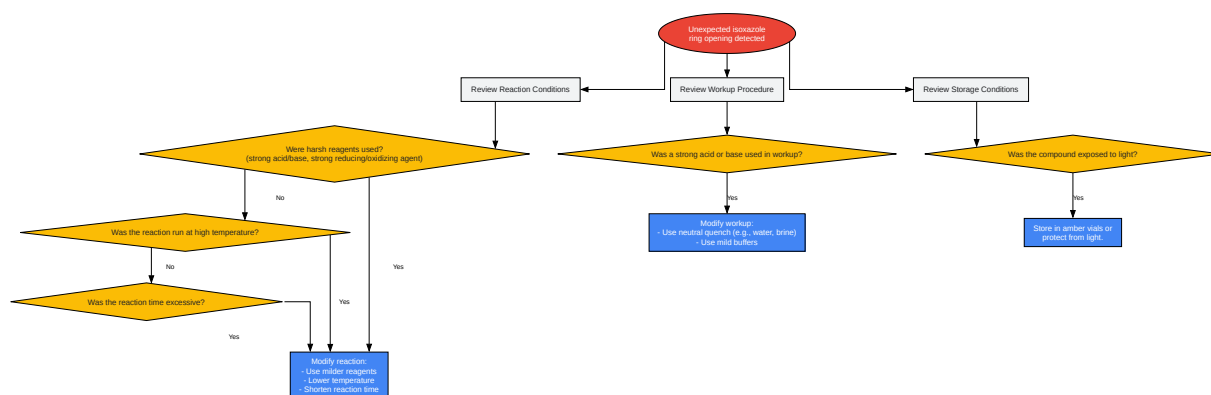 Unexpected isoxazole
ring opening detected
Review Reaction Conditions
Review Workup Procedure
Review Storage Conditions
Were harsh reagents used?
(strong acid/base, strong reducing/oxidizing agent)
Was a strong acid or base used in workup?
Was the compound exposed to light?
No
Yes
Yes
Was the reaction run at high temperature?
Modify workup:
- Use neutral quench (e.g., water, brine)
- Use mild buffers
Store in amber vials or
protect from light.
No
Yes
Was the reaction time excessive?
Yes
Yes
Modify reaction:
- Use milder reagents
- Lower temperature
- Shorten reaction time